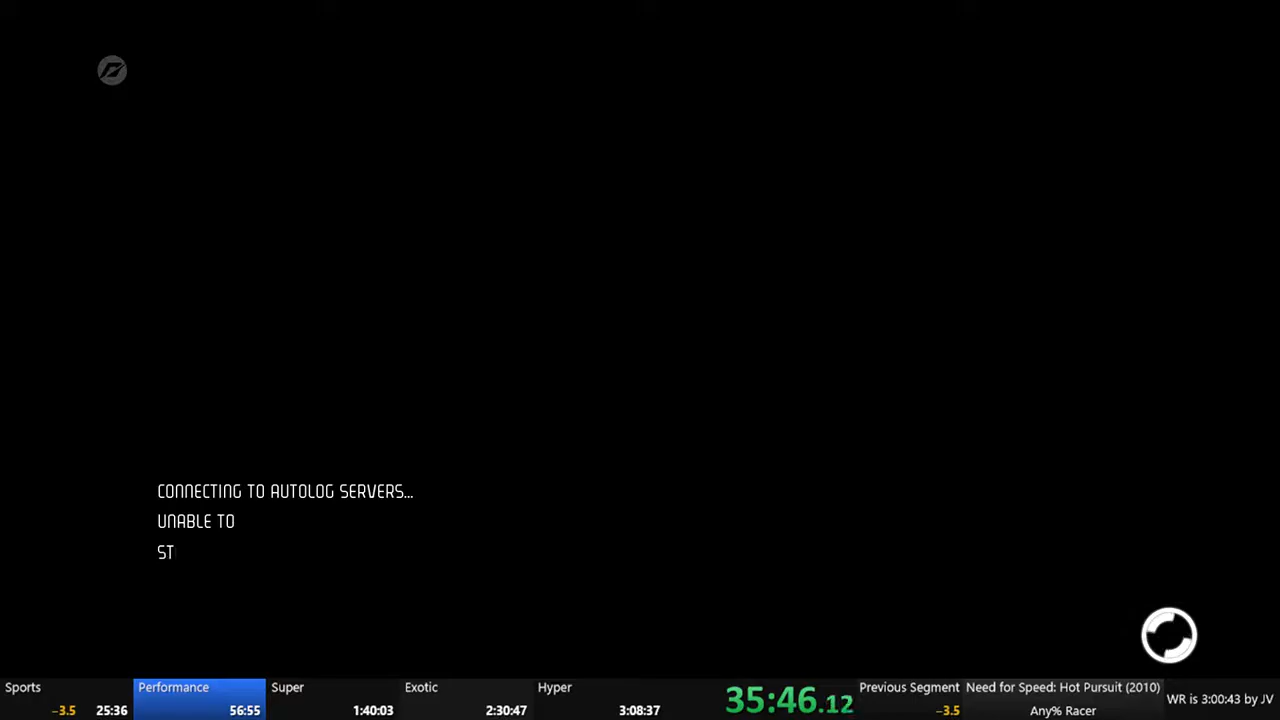 CONNECTING TO AUTOLOG SERVERS...
UNABLE TO
ST
Sports
−3.5 25:36
Performance
56:55
Super
1:40:03
Exotic
2:30:47
Hyper
3:08:37
35:46.12
Previous Segment
−3.5
Need for Speed: Hot Pursuit (2010)
Any% Racer
WR is 3:00:43 by JV